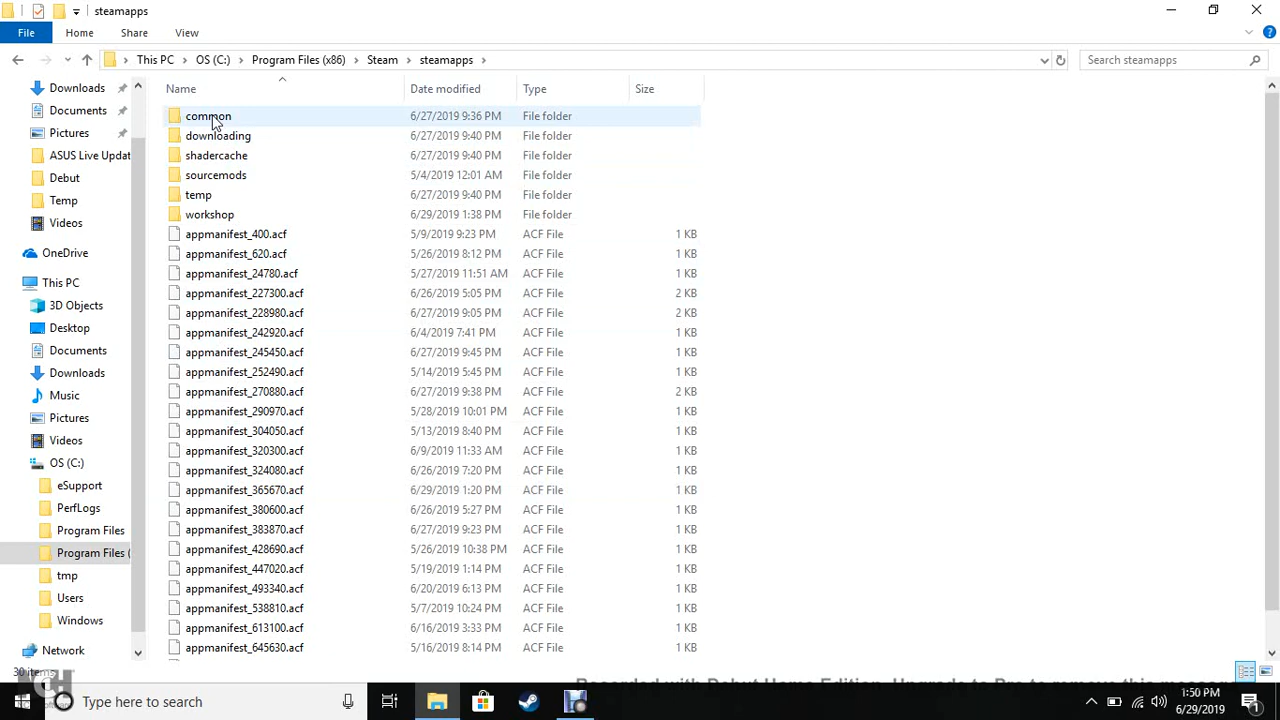 steamapps
File Home Share View
This PC OS (C:) Program Files (x86) Steam steamapps
Search steamapps
Name Date modified Type Size
Downloads
Documents
Pictures
ASUS Live Updat
Debut
Temp
Videos
OneDrive
This PC
3D Objects
Desktop
Documents
Downloads
Music
Pictures
Videos
OS (C:)
eSupport
PerfLogs
Program Files
Program Files (
tmp
Users
Windows
Network
common 6/27/2019 9:36 PM File folder
downloading 6/27/2019 9:40 PM File folder
shadercache 6/27/2019 9:40 PM File folder
sourcemods 5/4/2019 12:01 AM File folder
temp 6/27/2019 9:40 PM File folder
workshop 6/29/2019 1:38 PM File folder
appmanifest_400.acf 5/9/2019 9:23 PM ACF File 1 KB
appmanifest_620.acf 5/26/2019 8:12 PM ACF File 1 KB
appmanifest_24780.acf 5/27/2019 11:51 AM ACF File 1 KB
appmanifest_227300.acf 6/26/2019 5:05 PM ACF File 2 KB
appmanifest_228980.acf 6/27/2019 9:05 PM ACF File 2 KB
appmanifest_242920.acf 6/4/2019 7:41 PM ACF File 1 KB
appmanifest_245450.acf 6/27/2019 9:45 PM ACF File 1 KB
appmanifest_252490.acf 5/14/2019 5:45 PM ACF File 1 KB
appmanifest_270880.acf 6/27/2019 9:38 PM ACF File 2 KB
appmanifest_290970.acf 5/28/2019 10:01 PM ACF File 1 KB
appmanifest_304050.acf 5/13/2019 8:40 PM ACF File 1 KB
appmanifest_320300.acf 6/9/2019 11:33 AM ACF File 1 KB
appmanifest_324080.acf 6/26/2019 7:20 PM ACF File 1 KB
appmanifest_365670.acf 6/29/2019 1:20 PM ACF File 1 KB
appmanifest_380600.acf 6/26/2019 5:27 PM ACF File 1 KB
appmanifest_383870.acf 6/27/2019 9:23 PM ACF File 1 KB
appmanifest_428690.acf 5/26/2019 10:38 PM ACF File 1 KB
appmanifest_447020.acf 5/19/2019 1:14 PM ACF File 1 KB
appmanifest_493340.acf 6/20/2019 6:13 PM ACF File 1 KB
appmanifest_538810.acf 5/7/2019 10:24 PM ACF File 1 KB
appmanifest_613100.acf 6/16/2019 3:33 PM ACF File 1 KB
appmanifest_645630.acf 5/16/2019 8:14 PM ACF File 1 KB
30 items
Recorded with Debut Home Edition. Upgrade to Pro to remove this message
Type here to search
1:50 PM
6/29/2019
1